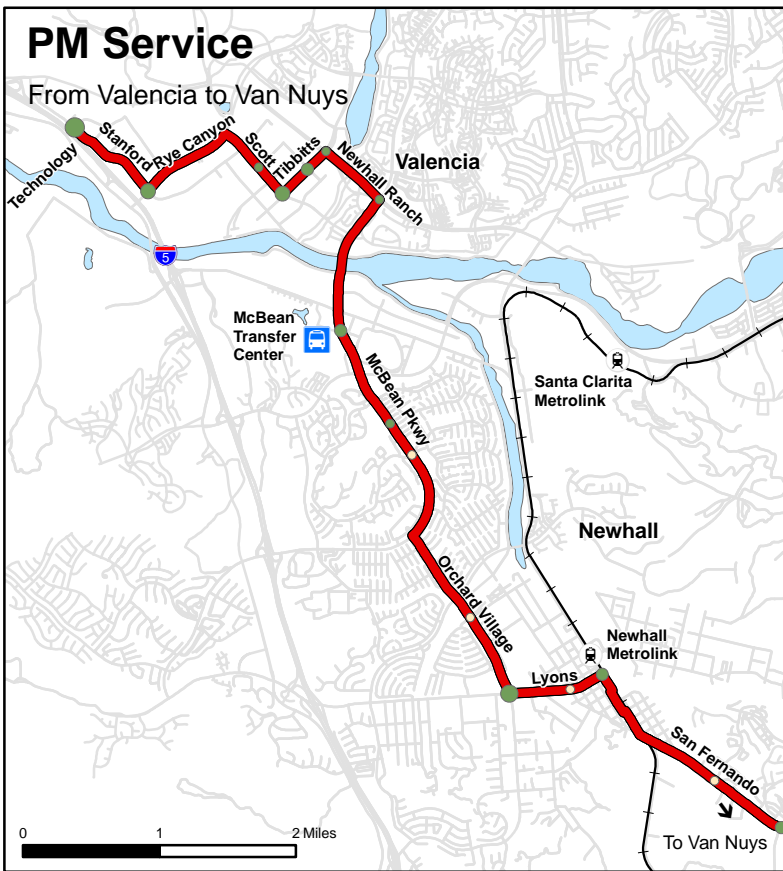 PM Service
From Valencia to Van Nuys
Technology
Stanford
Rye Canyon
Scott
Tibbitts
Newhall Ranch
Valencia
5
McBean
Transfer
Center
McBean Pkwy
Santa Clarita
Metrolink
Newhall
Orchard Village
Newhall
Metrolink
Lyons
San Fernando
To Van Nuys
0 1 2 Miles